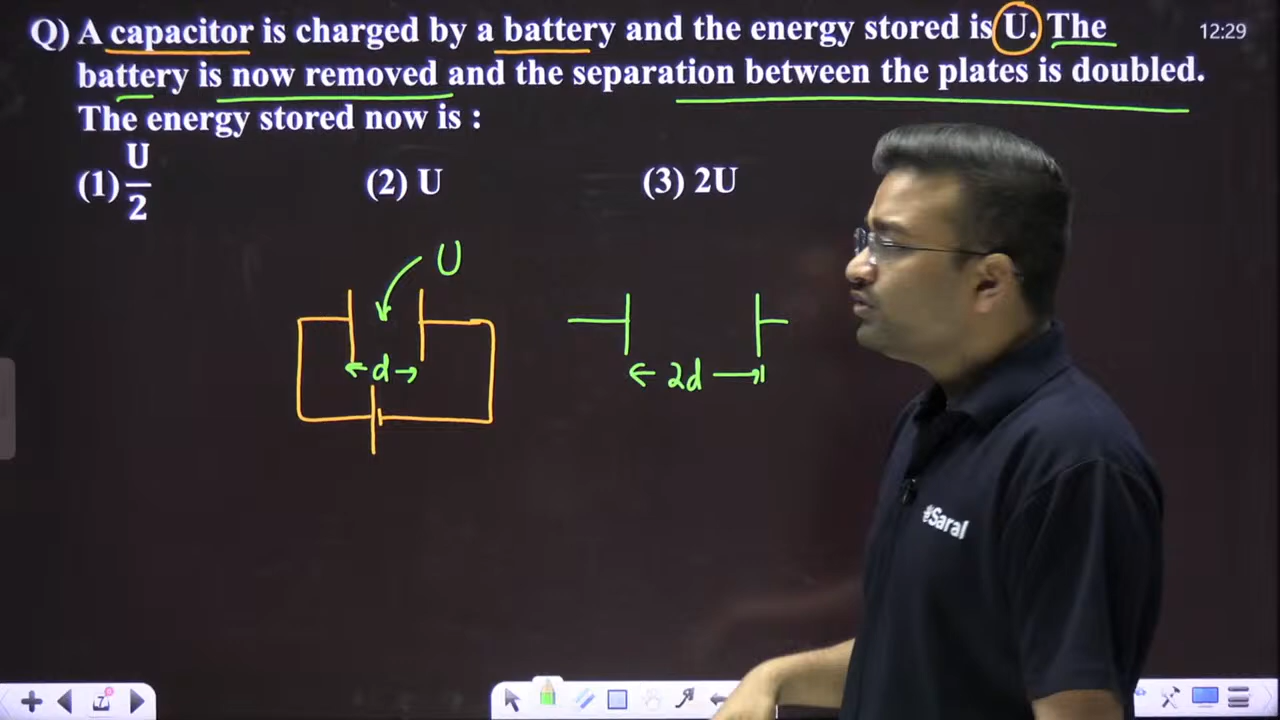 Q) A capacitor is charged by a battery and the energy stored is U. The
12:29
battery is now removed and the separation between the plates is doubled.
The energy stored now is :
(1) U/2 (2) U (3) 2U
U
d
2d
eSaral